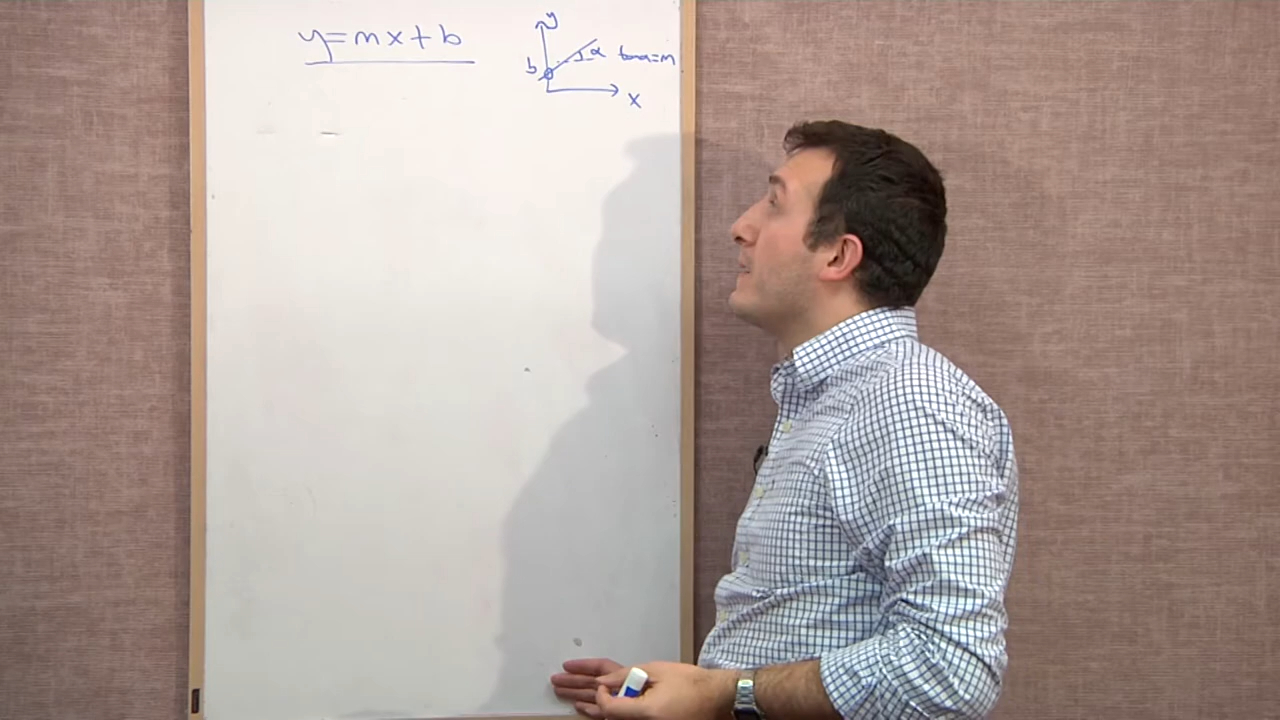 y=mx+b
y
b α tanα=m
x